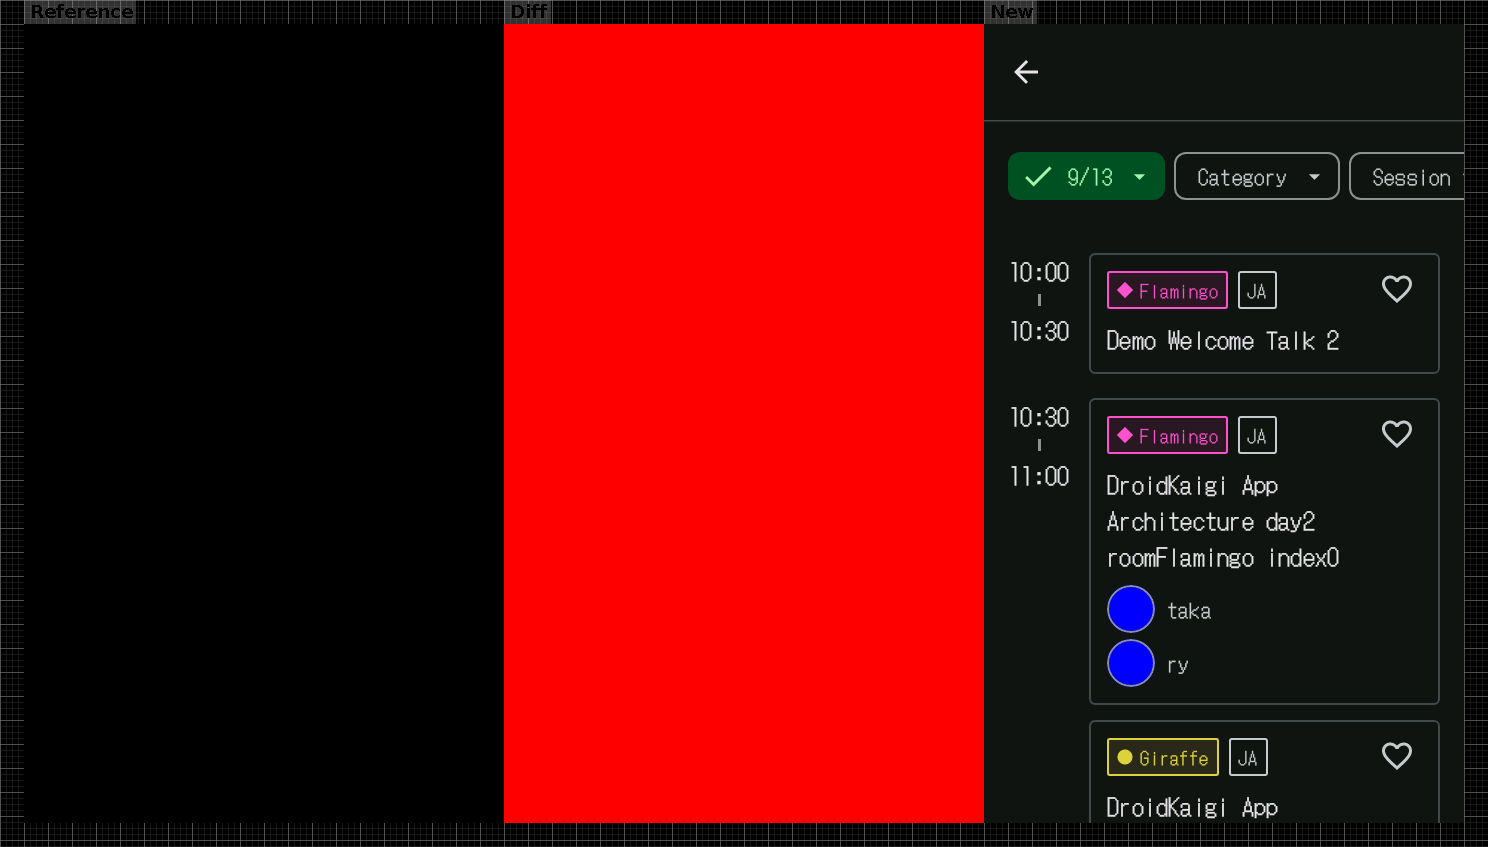 Reference
Diff
New
9/13
Category
Session
10:00
10:30
Flamingo
JA
Demo Welcome Talk 2
10:30
11:00
Flamingo
JA
DroidKaigi App
Architecture day2
roomFlamingo index0
taka
ry
Giraffe
JA
DroidKaigi App